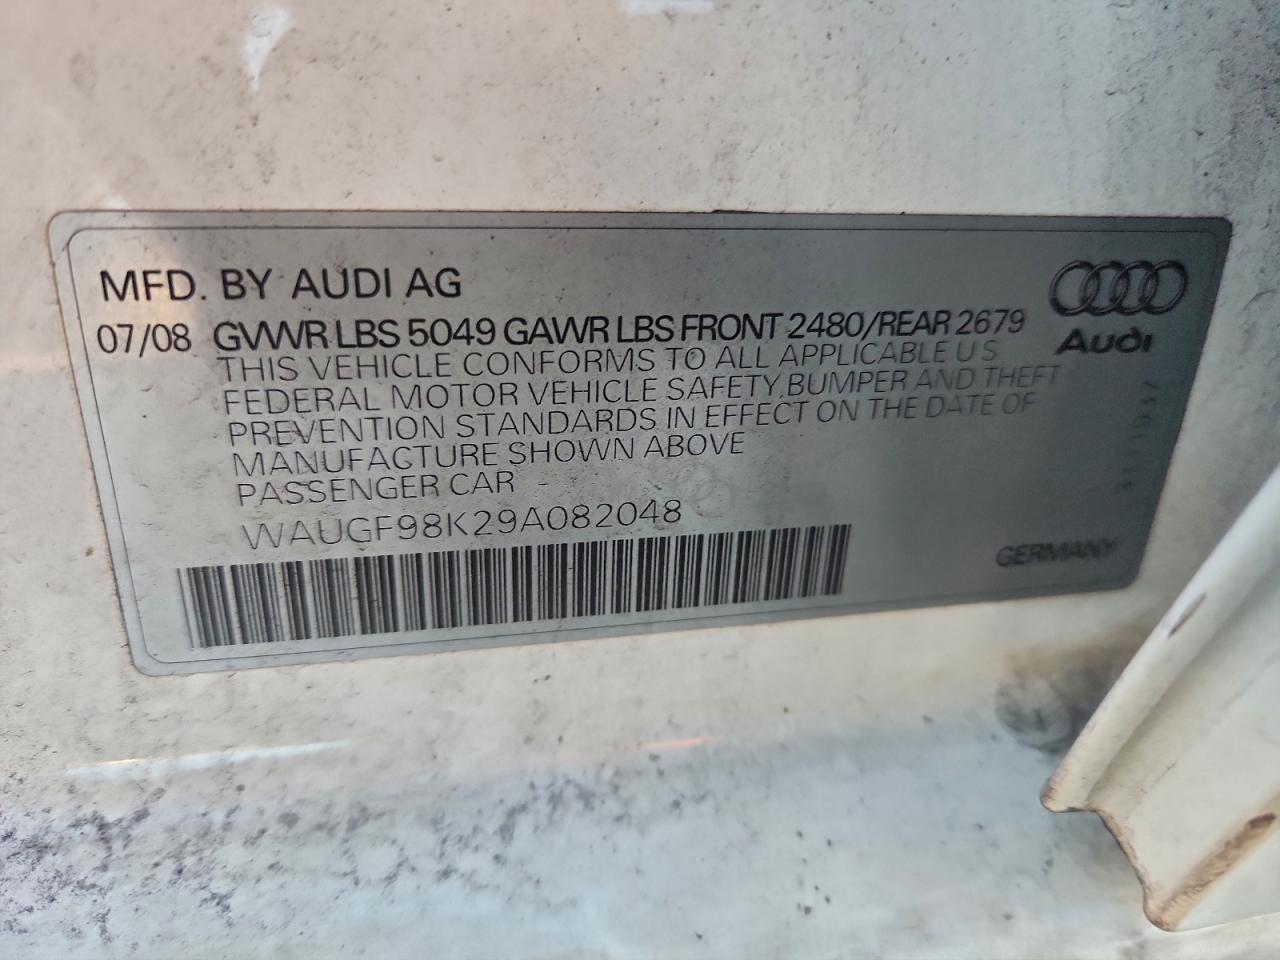 MFD. BY AUDI AG
07/08 GVWR LBS 5049 GAWR LBS FRONT 2480/REAR 2679
THIS VEHICLE CONFORMS TO ALL APPLICABLE U S
FEDERAL MOTOR VEHICLE SAFETY, BUMPER AND THEFT
PREVENTION STANDARDS IN EFFECT ON THE DATE OF
MANUFACTURE SHOWN ABOVE
PASSENGER CAR
WAUGF98K29A082048
Audi
GERMANY